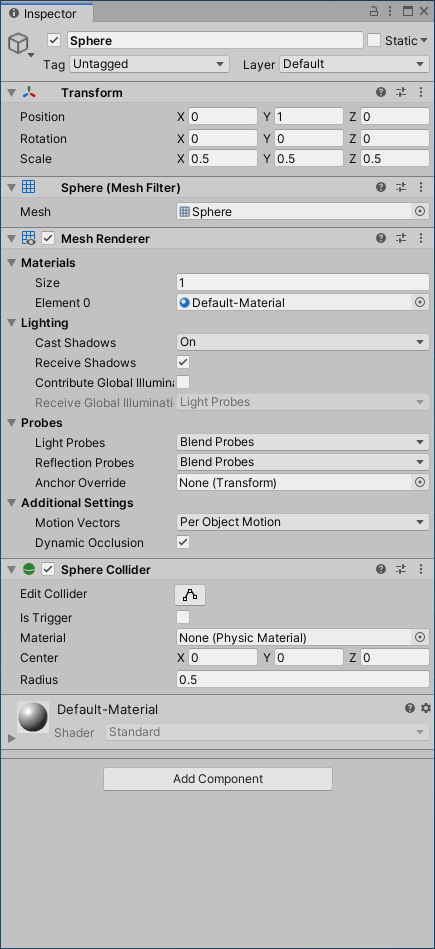 Inspector
Sphere Static
Tag Untagged Layer Default
Transform
Position X 0 Y 1 Z 0
Rotation X 0 Y 0 Z 0
Scale X 0.5 Y 0.5 Z 0.5
Sphere (Mesh Filter)
Mesh Sphere
Mesh Renderer
Materials
Size 1
Element 0 Default-Material
Lighting
Cast Shadows On
Receive Shadows
Contribute Global Illumina
Receive Global Illuminati Light Probes
Probes
Light Probes Blend Probes
Reflection Probes Blend Probes
Anchor Override None (Transform)
Additional Settings
Motion Vectors Per Object Motion
Dynamic Occlusion
Sphere Collider
Edit Collider
Is Trigger
Material None (Physic Material)
Center X 0 Y 0 Z 0
Radius 0.5
Default-Material
Shader Standard
Add Component